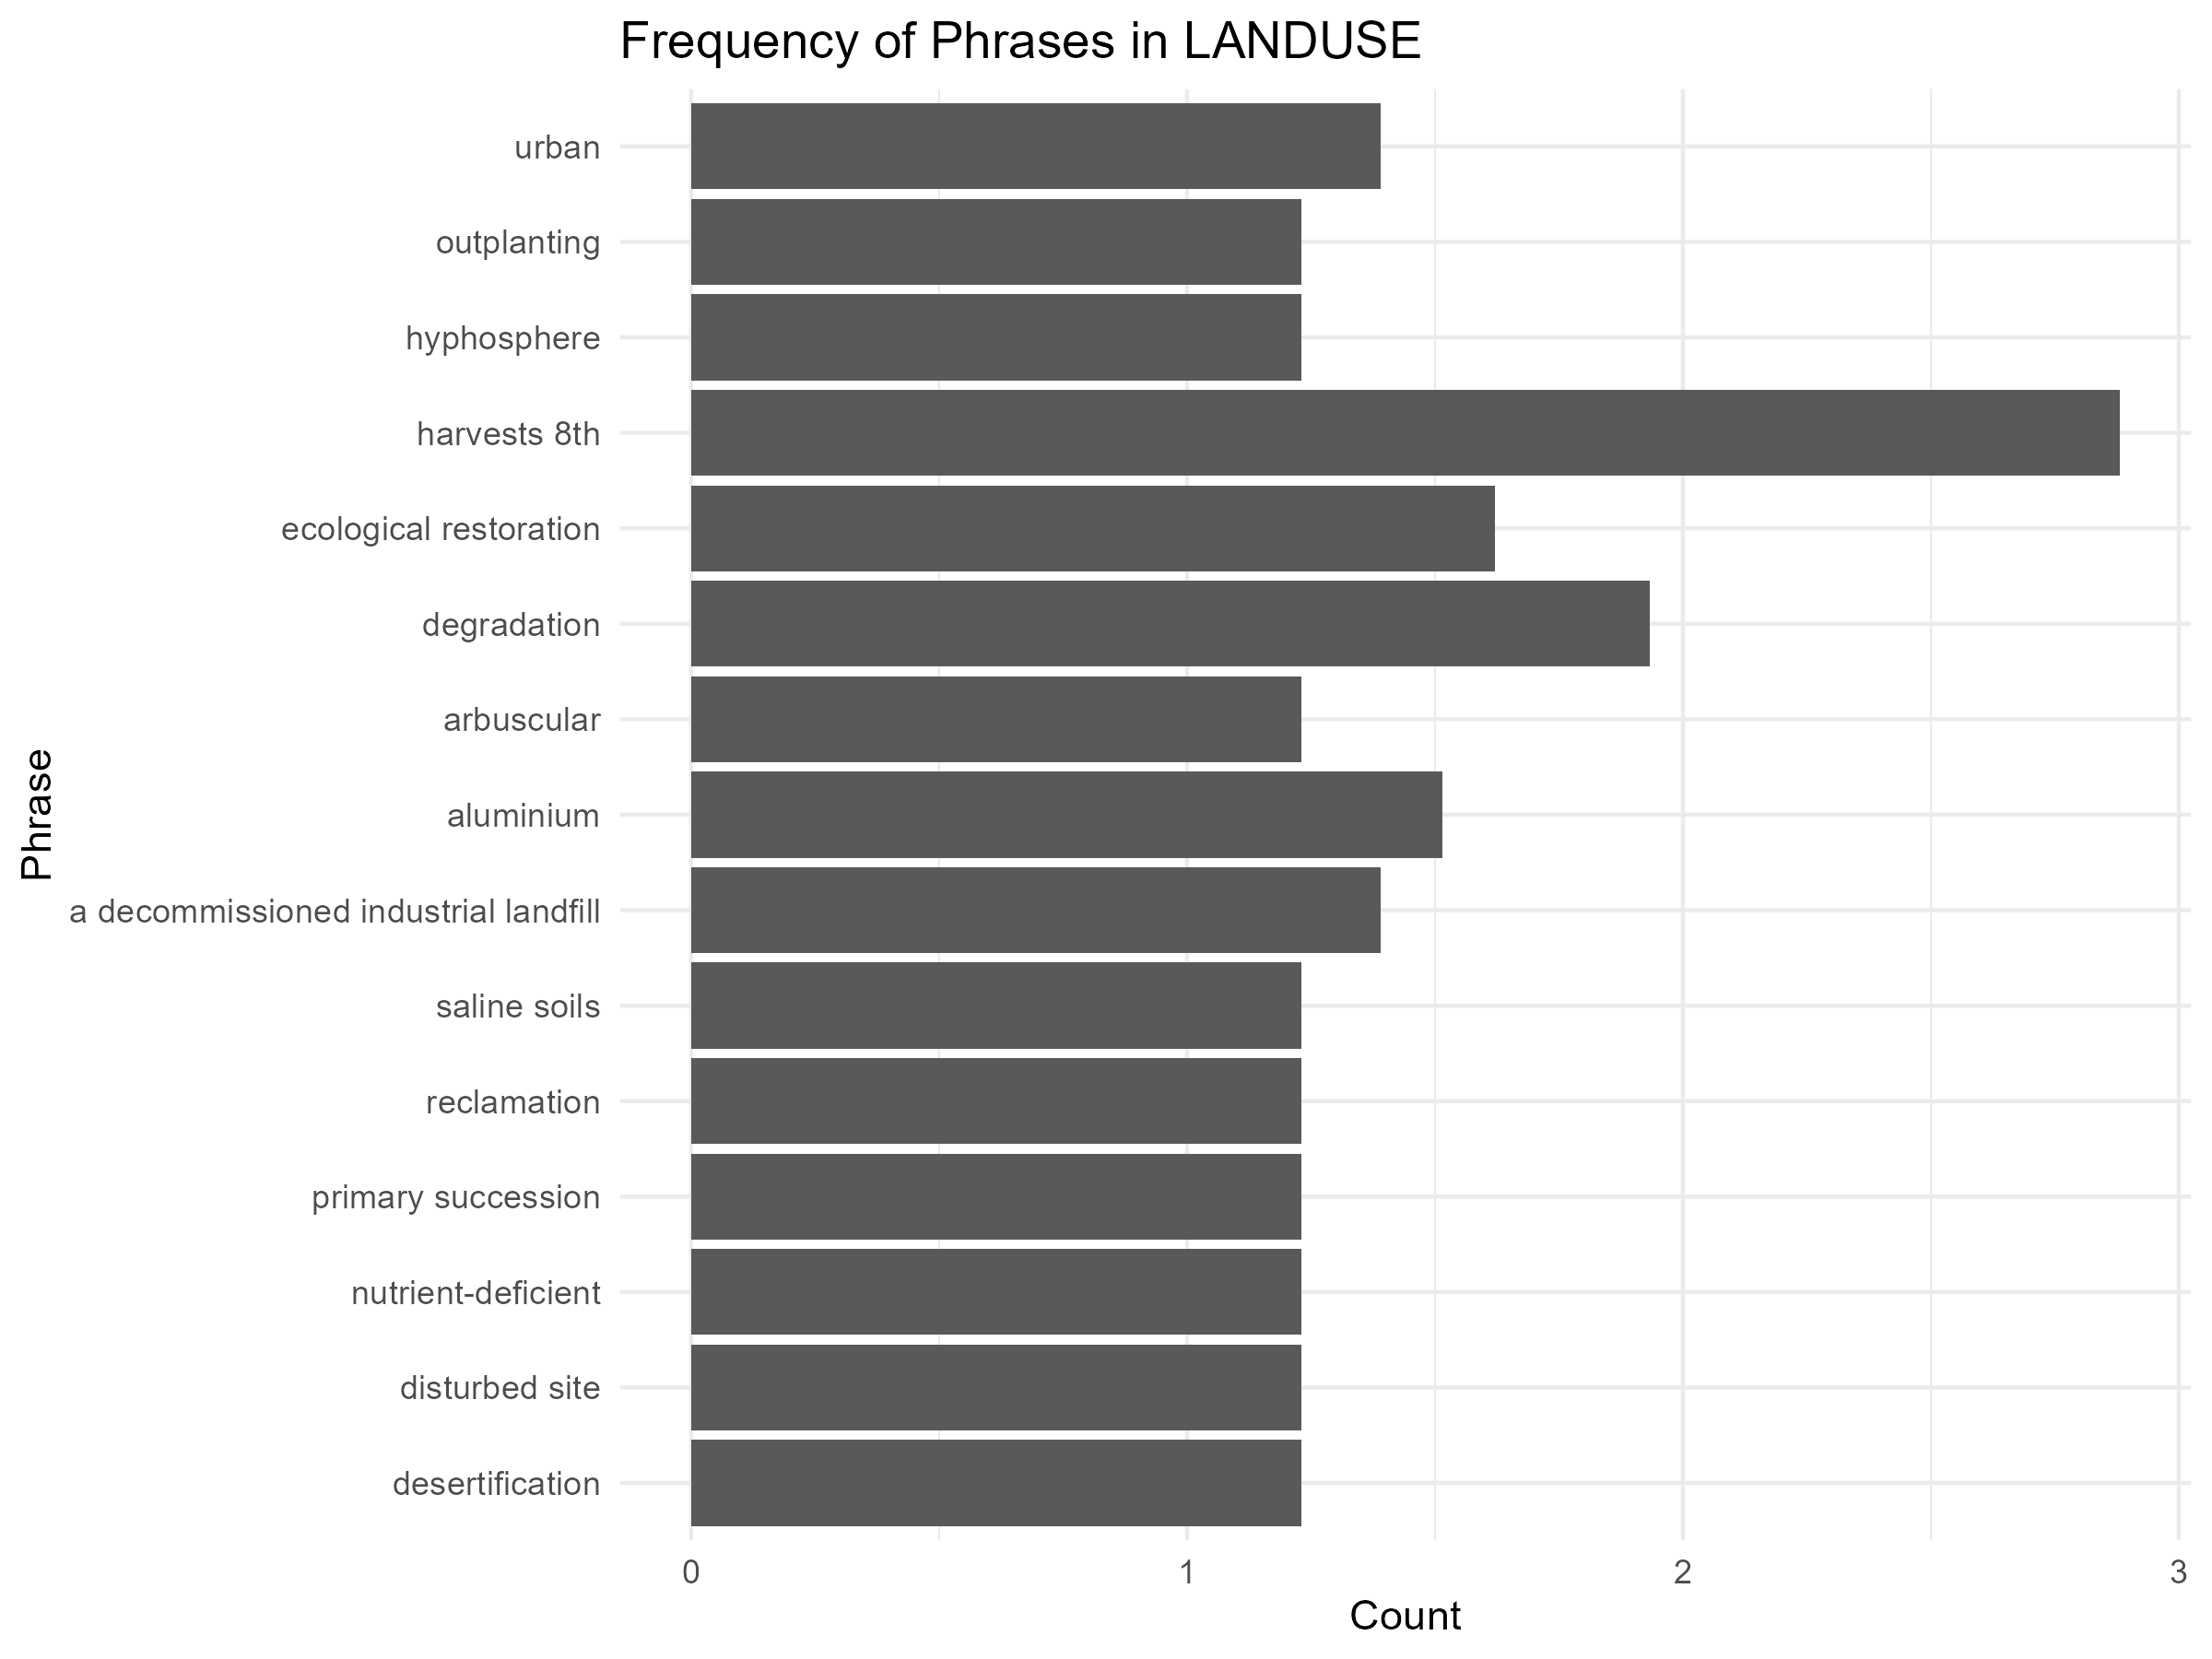 Frequency of Phrases in LANDUSE
urban
outplanting
hyphosphere
harvests 8th
ecological restoration
degradation
arbuscular
aluminium
a decommissioned industrial landfill
saline soils
reclamation
primary succession
nutrient-deficient
disturbed site
desertification
Phrase
0 1 2 3
Count